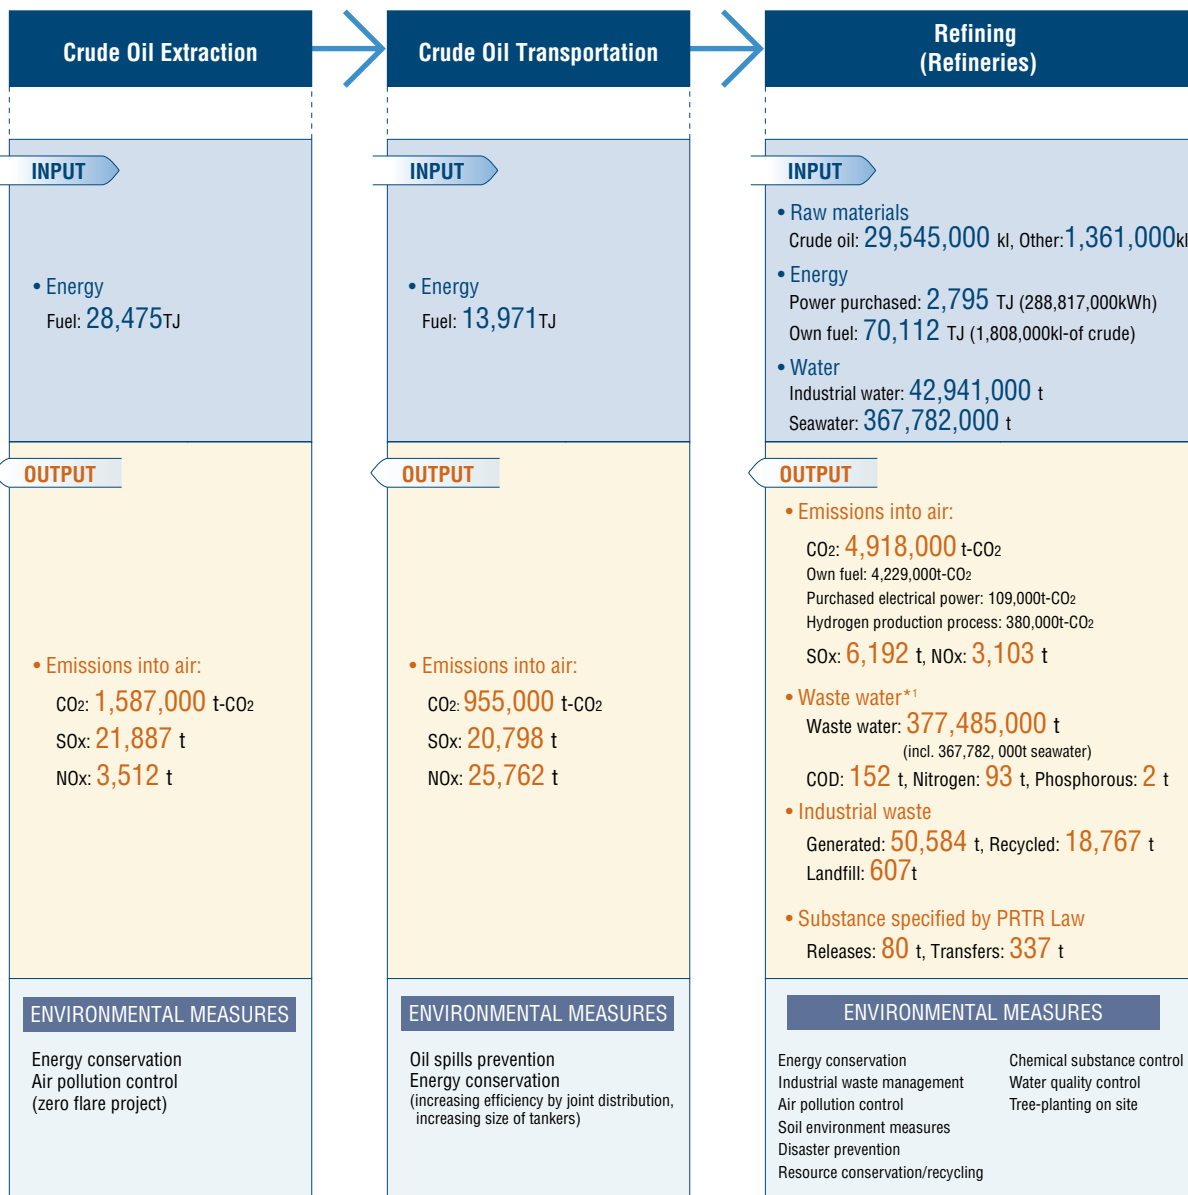 Crude Oil Extraction
INPUT
• Energy
Fuel: 28,475TJ
OUTPUT
• Emissions into air:
CO2: 1,587,000 t-CO2
SOx: 21,887 t
NOx: 3,512 t
ENVIRONMENTAL MEASURES
Energy conservation
Air pollution control
(zero flare project)
Crude Oil Transportation
INPUT
• Energy
Fuel: 13,971TJ
OUTPUT
• Emissions into air:
CO2: 955,000 t-CO2
SOx: 20,798 t
NOx: 25,762 t
ENVIRONMENTAL MEASURES
Oil spills prevention
Energy conservation
(increasing efficiency by joint distribution,
increasing size of tankers)
Refining
(Refineries)
INPUT
• Raw materials
Crude oil: 29,545,000 kl, Other:1,361,000kl
• Energy
Power purchased: 2,795 TJ (288,817,000kWh)
Own fuel: 70,112 TJ (1,808,000kl-of crude)
• Water
Industrial water: 42,941,000 t
Seawater: 367,782,000 t
OUTPUT
• Emissions into air:
CO2: 4,918,000 t-CO2
Own fuel: 4,229,000t-CO2
Purchased electrical power: 109,000t-CO2
Hydrogen production process: 380,000t-CO2
SOx: 6,192 t, NOx: 3,103 t
• Waste water*1
Waste water: 377,485,000 t
(incl. 367,782, 000t seawater)
COD: 152 t, Nitrogen: 93 t, Phosphorous: 2 t
• Industrial waste
Generated: 50,584 t, Recycled: 18,767 t
Landfill: 607t
• Substance specified by PRTR Law
Releases: 80 t, Transfers: 337 t
ENVIRONMENTAL MEASURES
Energy conservation
Industrial waste management
Air pollution control
Soil environment measures
Disaster prevention
Resource conservation/recycling
Chemical substance control
Water quality control
Tree-planting on site